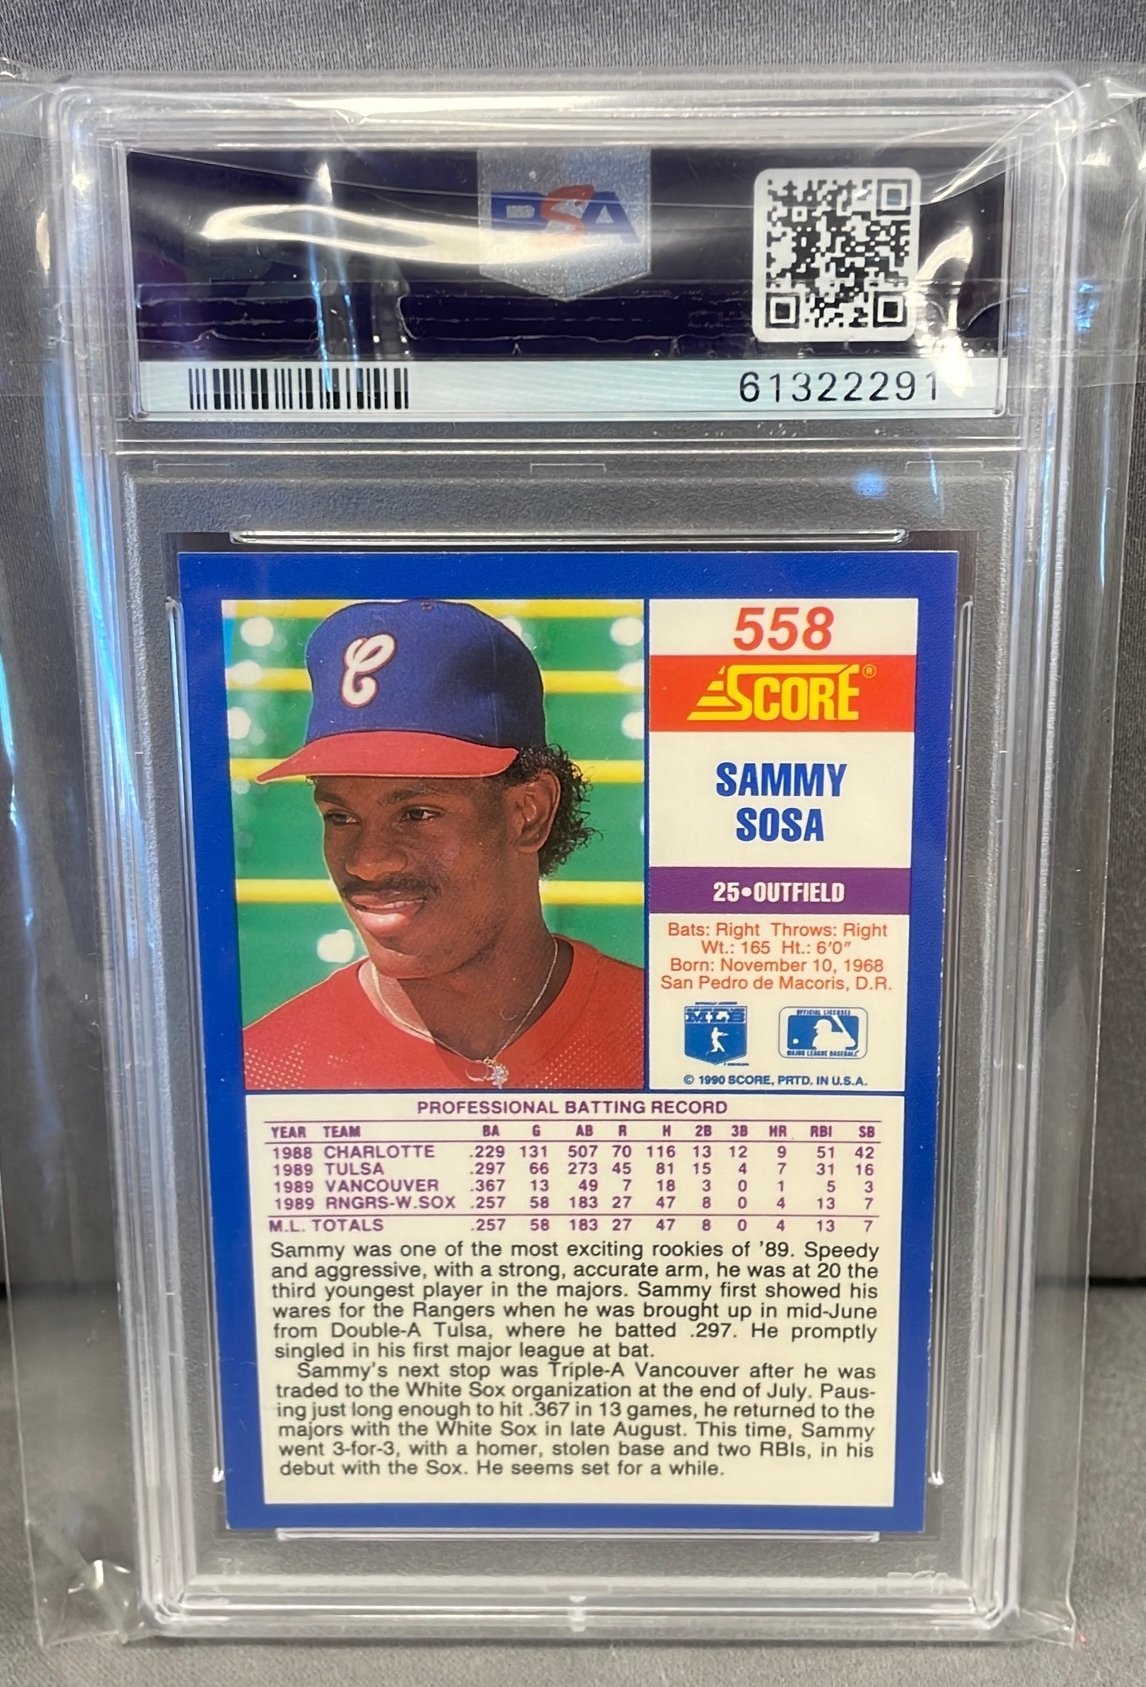 PSA
61322291
558
SCORE®
SAMMY
SOSA
25•OUTFIELD
Bats: Right Throws: Right
Wt.: 165 Ht.: 6'0"
Born: November 10, 1968
San Pedro de Macoris, D.R.
MLB
OFFICIAL LICENSEE
MAJOR LEAGUE BASEBALL
© 1990 SCORE, PRTD. IN U.S.A.
PROFESSIONAL BATTING RECORD
YEAR TEAM BA G AB R H 2B 3B HR RBI SB
1988 CHARLOTTE .229 131 507 70 116 13 12 9 51 42
1989 TULSA .297 66 273 45 81 15 4 7 31 16
1989 VANCOUVER .367 13 49 7 18 3 0 1 5 3
1989 RNGRS-W.SOX .257 58 183 27 47 8 0 4 13 7
M.L. TOTALS .257 58 183 27 47 8 0 4 13 7
Sammy was one of the most exciting rookies of '89. Speedy
and aggressive, with a strong, accurate arm, he was at 20 the
third youngest player in the majors. Sammy first showed his
wares for the Rangers when he was brought up in mid-June
from Double-A Tulsa, where he batted .297. He promptly
singled in his first major league at bat.
Sammy's next stop was Triple-A Vancouver after he was
traded to the White Sox organization at the end of July. Paus-
ing just long enough to hit .367 in 13 games, he returned to the
majors with the White Sox in late August. This time, Sammy
went 3-for-3, with a homer, stolen base and two RBIs, in his
debut with the Sox. He seems set for a while.
PSA